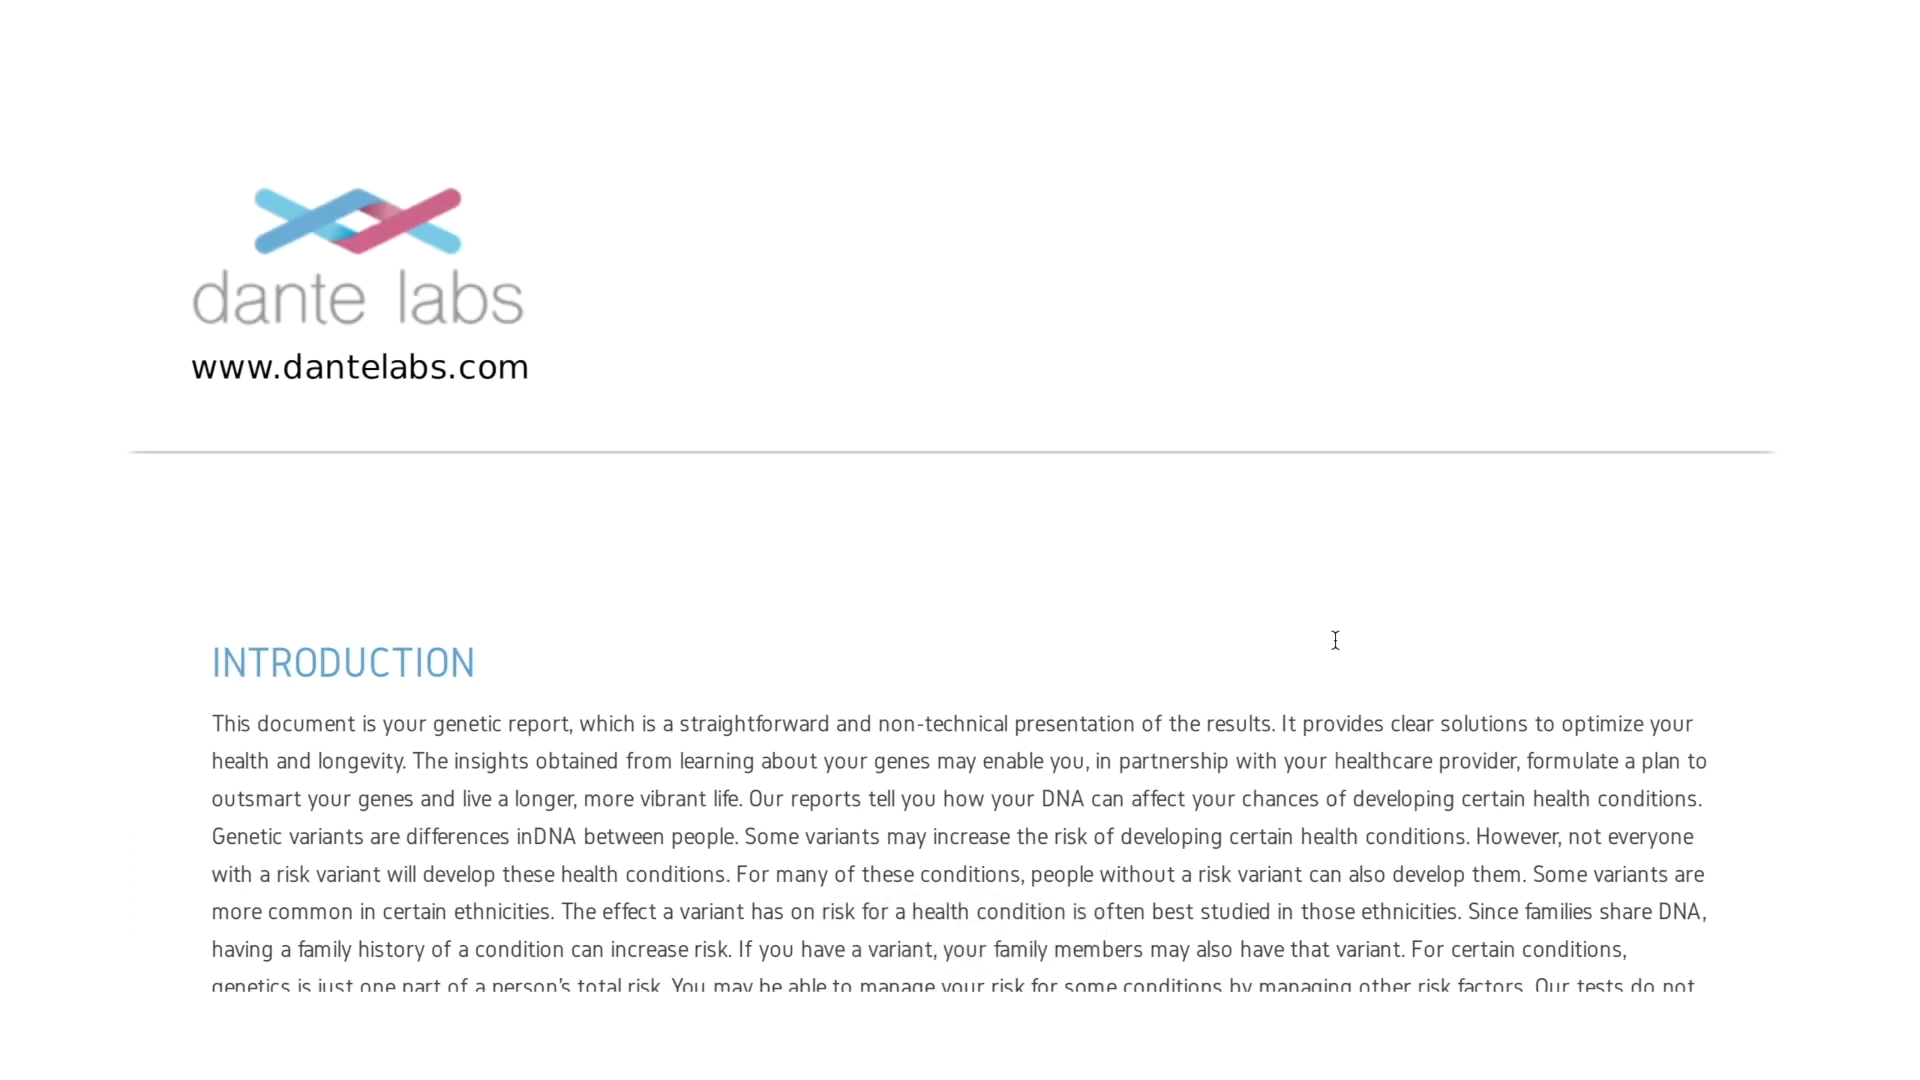 dante labs
www.dantelabs.com
INTRODUCTION
This document is your genetic report, which is a straightforward and non-technical presentation of the results. It provides clear solutions to optimize your
health and longevity. The insights obtained from learning about your genes may enable you, in partnership with your healthcare provider, formulate a plan to
outsmart your genes and live a longer, more vibrant life. Our reports tell you how your DNA can affect your chances of developing certain health conditions.
Genetic variants are differences inDNA between people. Some variants may increase the risk of developing certain health conditions. However, not everyone
with a risk variant will develop these health conditions. For many of these conditions, people without a risk variant can also develop them. Some variants are
more common in certain ethnicities. The effect a variant has on risk for a health condition is often best studied in those ethnicities. Since families share DNA,
having a family history of a condition can increase risk. If you have a variant, your family members may also have that variant. For certain conditions,
genetics is just one part of a person's total risk. You may be able to manage your risk for some conditions by managing other risk factors. Our tests do not